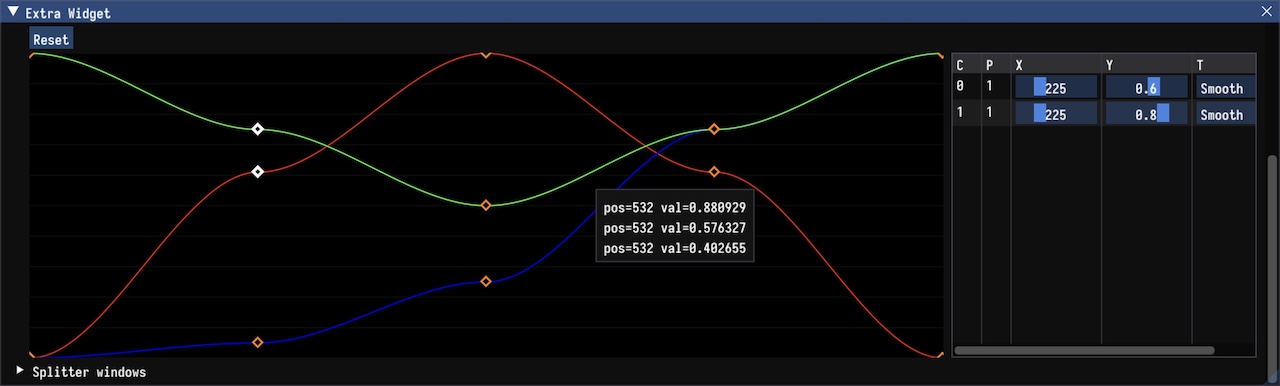 Extra Widget
Reset
C P X Y T
0 1 225 0.6 Smooth
1 1 225 0.8 Smooth
pos=532 val=0.880929
pos=532 val=0.576327
pos=532 val=0.402655
Splitter windows